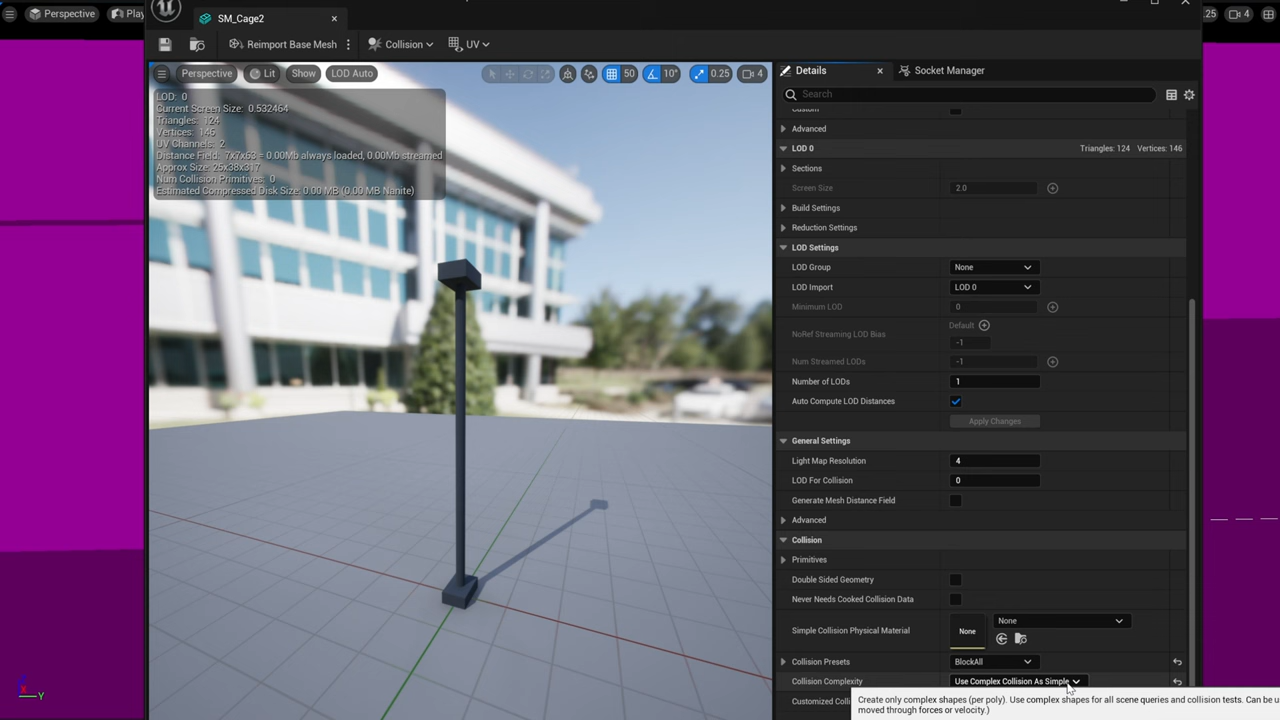 Perspective
Play
.25
4
SM_Cage2
Reimport Base Mesh
Collision
UV
Perspective
Lit
Show
LOD Auto
50
10°
0.25
4
LOD: 0
Current Screen Size: 0.532464
Triangles: 124
Vertices: 146
UV Channels: 2
Distance Field: 7x7x63 = 0.00Mb always loaded, 0.00Mb streamed
Approx Size: 25x38x317
Num Collision Primitives: 0
Estimated Compressed Disk Size: 0.00 MB (0.00 MB Nanite)
Details
Socket Manager
Search
Custom
Advanced
LOD 0
Triangles: 124 Vertices: 146
Sections
Screen Size
2.0
Build Settings
Reduction Settings
LOD Settings
LOD Group
None
LOD Import
LOD 0
Minimum LOD
0
Default
NoRef Streaming LOD Bias
-1
Num Streamed LODs
-1
Number of LODs
1
Auto Compute LOD Distances
Apply Changes
General Settings
Light Map Resolution
4
LOD For Collision
0
Generate Mesh Distance Field
Advanced
Collision
Primitives
Double Sided Geometry
Never Needs Cooked Collision Data
Simple Collision Physical Material
None
None
Collision Presets
BlockAll
Collision Complexity
Use Complex Collision As Simple
Customized Colli
Create only complex shapes (per poly). Use complex shapes for all scene queries and collision tests. Can be u
moved through forces or velocity.)
X
Y